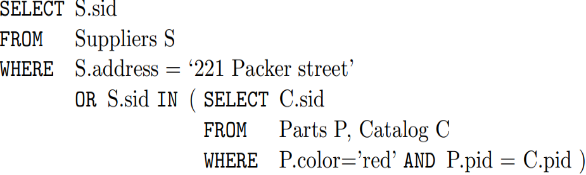 SELECT S.sid
FROM Suppliers S
WHERE S.address = ‘221 Packer street’
OR S.sid IN ( SELECT C.sid
FROM Parts P, Catalog C
WHERE P.color=’red’ AND P.pid = C.pid )